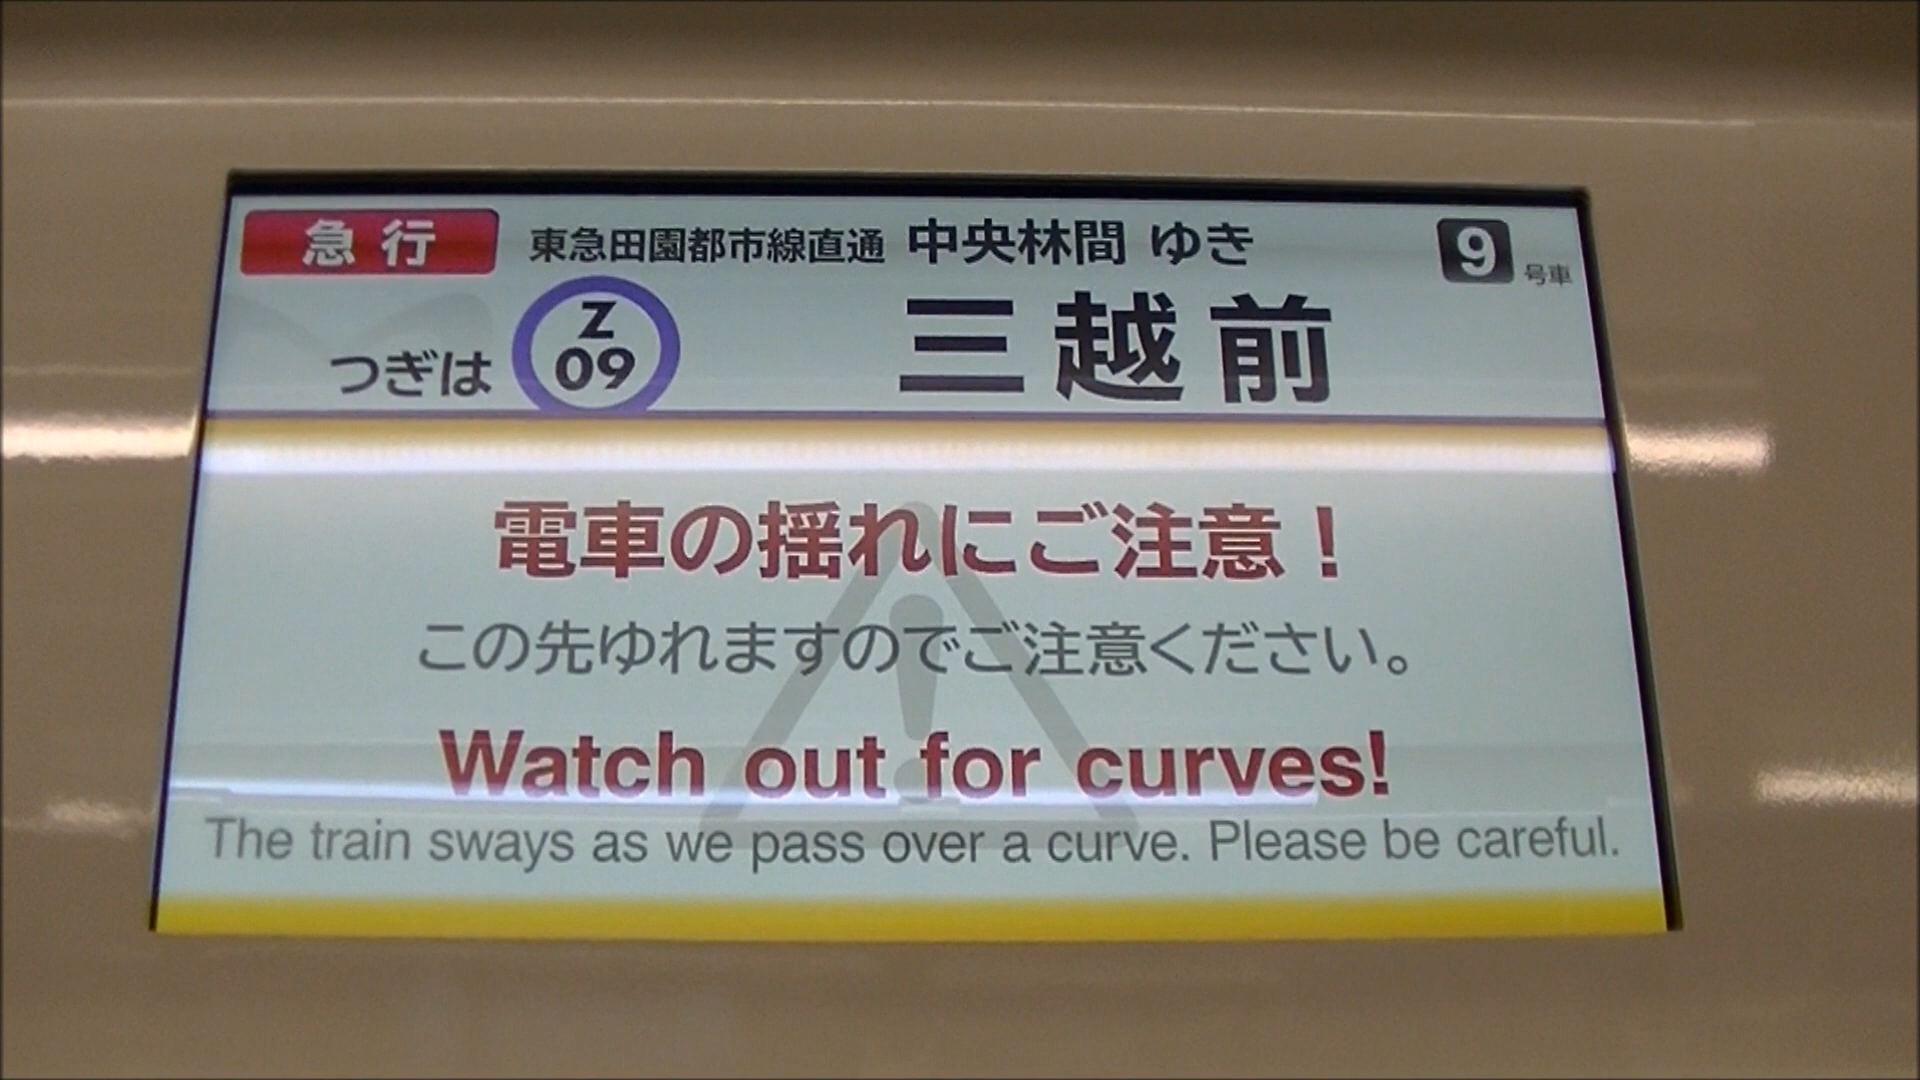 急行 東急田園都市線直通 中央林間 ゆき 9 号車
つぎは Z 09 三越前
電車の揺れにご注意！
この先ゆれますのでご注意ください。
Watch out for curves!
The train sways as we pass over a curve. Please be careful.